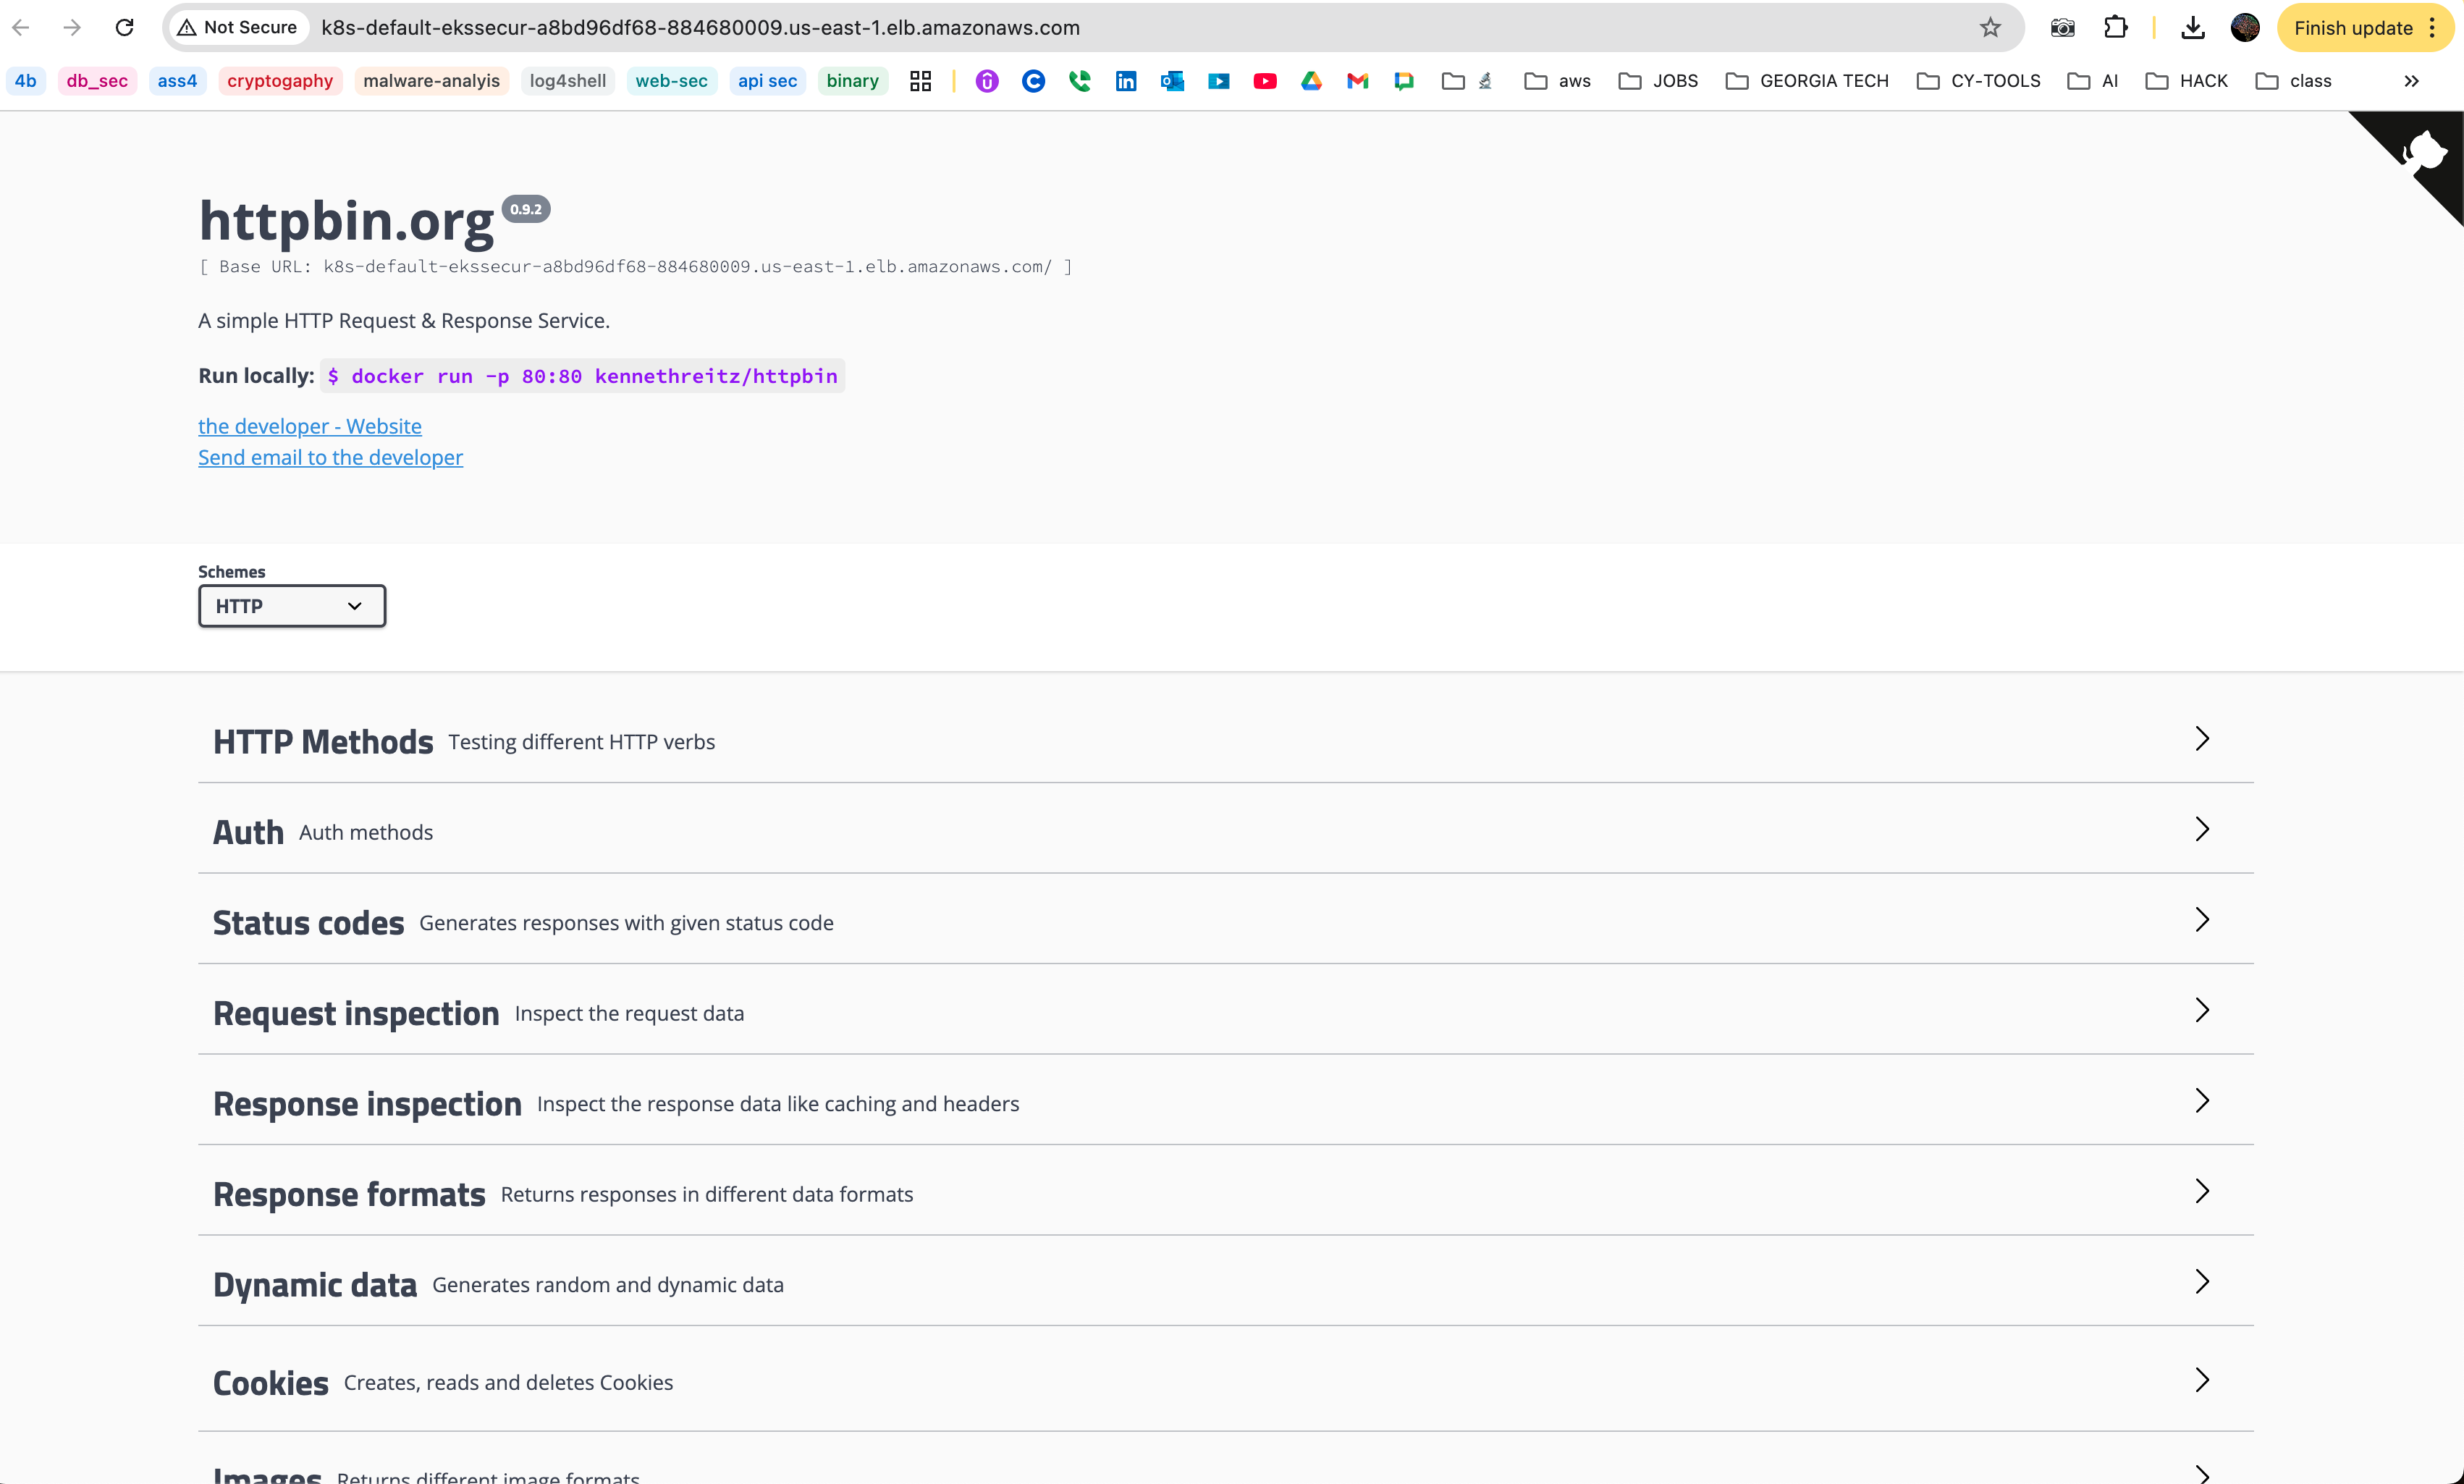 Not Secure k8s-default-ekssecur-a8bd96df68-884680009.us-east-1.elb.amazonaws.com Finish update
4b db_sec ass4 cryptogaphy malware-analyis log4shell web-sec api sec binary aws JOBS GEORGIA TECH CY-TOOLS AI HACK class
httpbin.org 0.9.2
[ Base URL: k8s-default-ekssecur-a8bd96df68-884680009.us-east-1.elb.amazonaws.com/ ]
A simple HTTP Request & Response Service.
Run locally: $ docker run -p 80:80 kennethreitz/httpbin
the developer - Website
Send email to the developer
Schemes
HTTP
HTTP Methods Testing different HTTP verbs
Auth Auth methods
Status codes Generates responses with given status code
Request inspection Inspect the request data
Response inspection Inspect the response data like caching and headers
Response formats Returns responses in different data formats
Dynamic data Generates random and dynamic data
Cookies Creates, reads and deletes Cookies
Images Returns different image formats